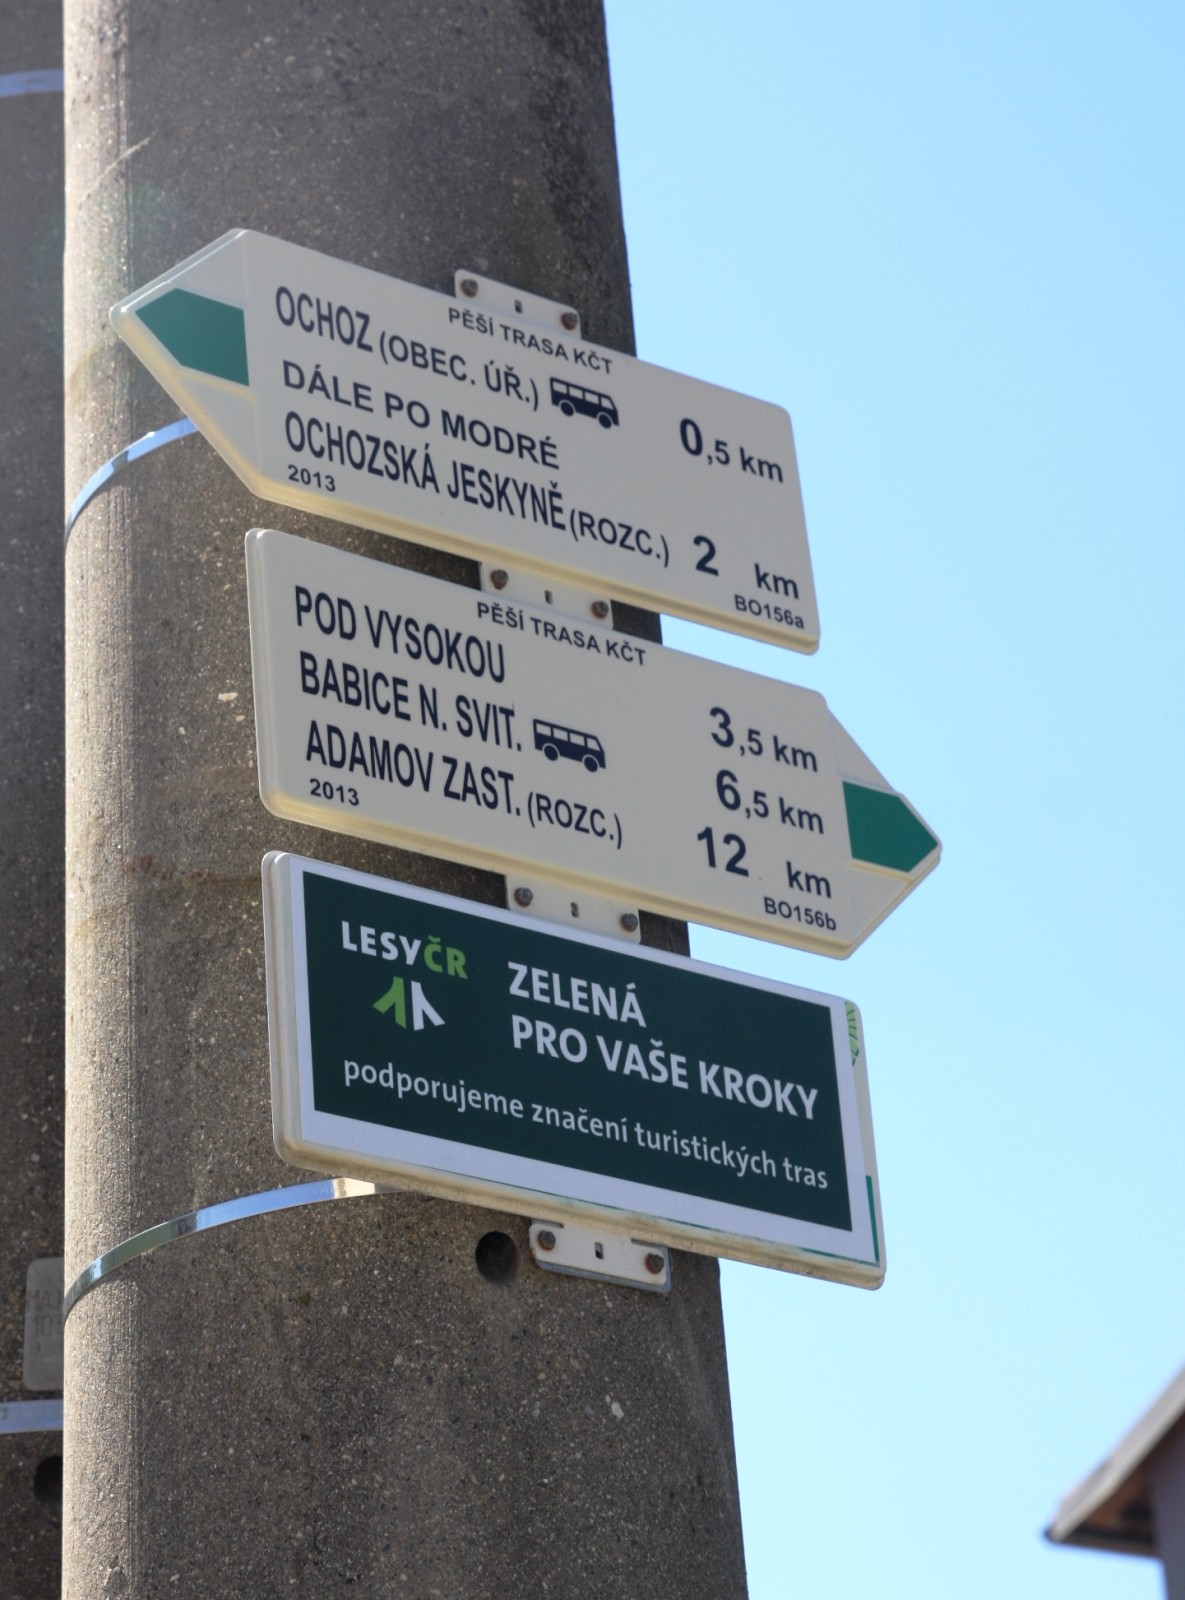 PĚŠÍ TRASA KČT
OCHOZ (OBEC. ÚŘ.) 0,5 km
DÁLE PO MODRÉ
OCHOZSKÁ JESKYNĚ (ROZC.) 2 km
2013 BO156a
PĚŠÍ TRASA KČT
POD VYSOKOU 3,5 km
BABICE N. SVIT. 6,5 km
ADAMOV ZAST. (ROZC.) 12 km
2013 BO156b
LESY ČR
ZELENÁ
PRO VAŠE KROKY
podporujeme značení turistických tras